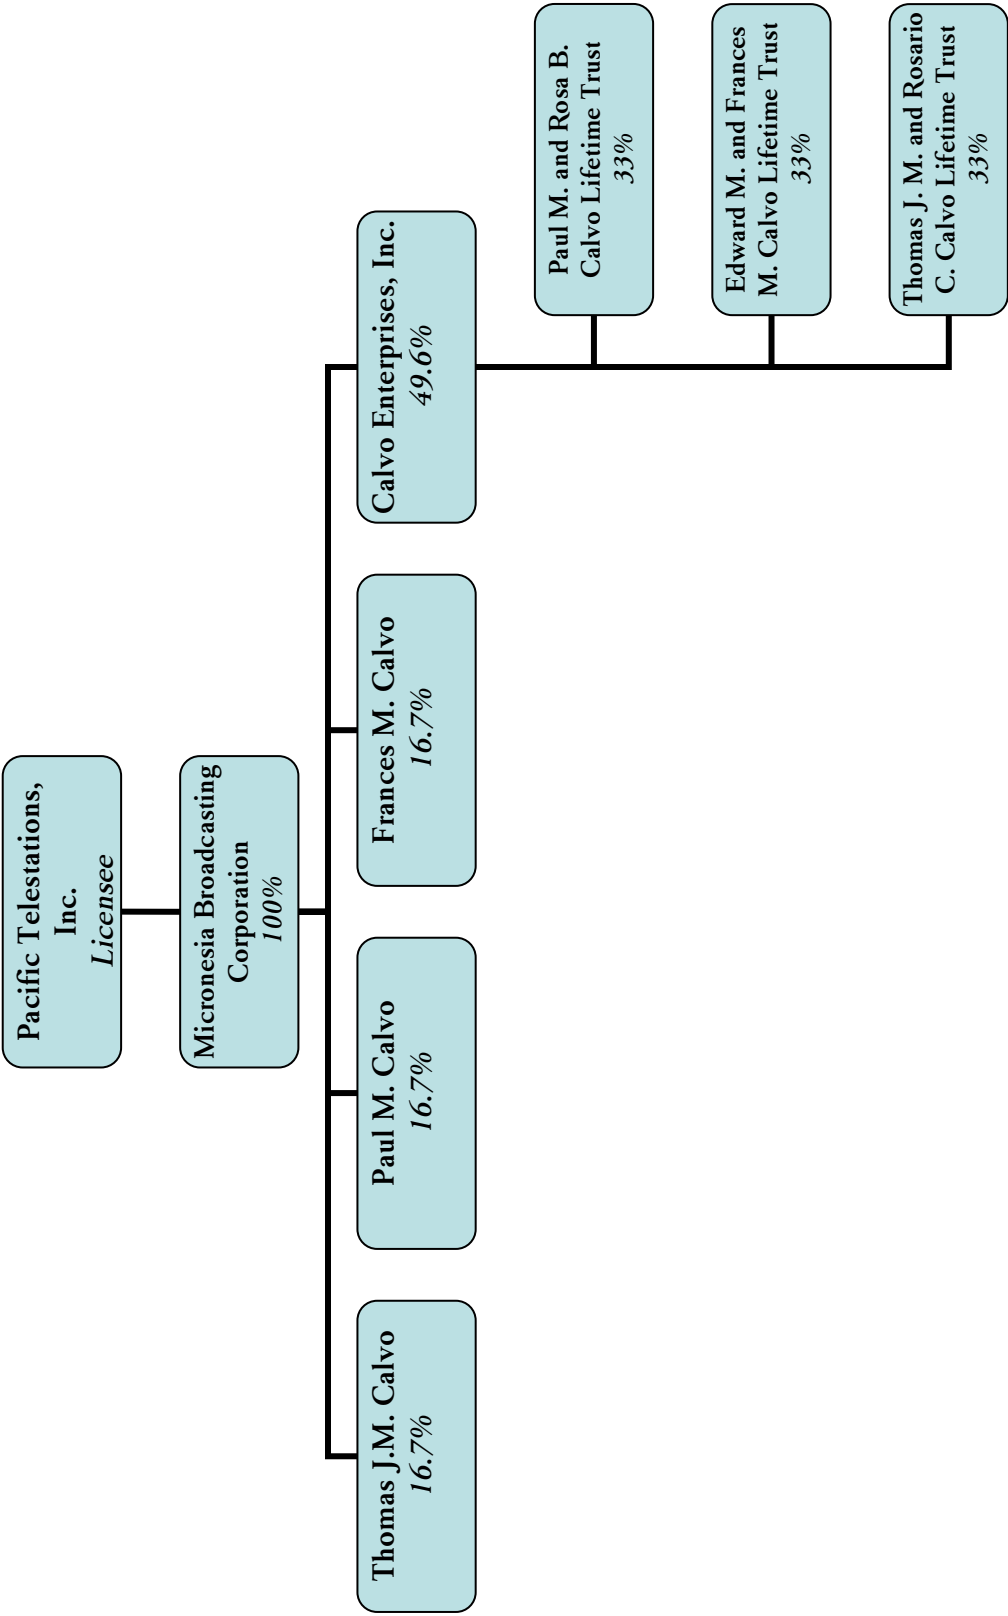 Pacific Telestations,
Inc.
Licensee
Micronesia Broadcasting
Corporation
100%
Thomas J.M. Calvo
16.7%
Paul M. Calvo
16.7%
Frances M. Calvo
16.7%
Calvo Enterprises, Inc.
49.6%
Paul M. and Rosa B.
Calvo Lifetime Trust
33%
Edward M. and Frances
M. Calvo Lifetime Trust
33%
Thomas J. M. and Rosario
C. Calvo Lifetime Trust
33%